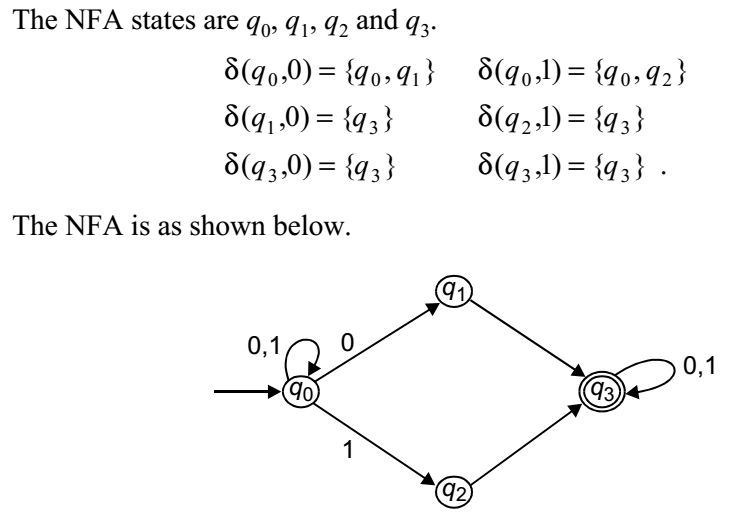 The NFA states are q₀, q₁, q₂ and q₃.
δ(q₀,0) = {q₀, q₁} δ(q₀,1) = {q₀, q₂}
δ(q₁,0) = {q₃} δ(q₂,1) = {q₃}
δ(q₃,0) = {q₃} δ(q₃,1) = {q₃} .
The NFA is as shown below.
q₁
0,1 0
0,1
q₀ q₃
1
q₂